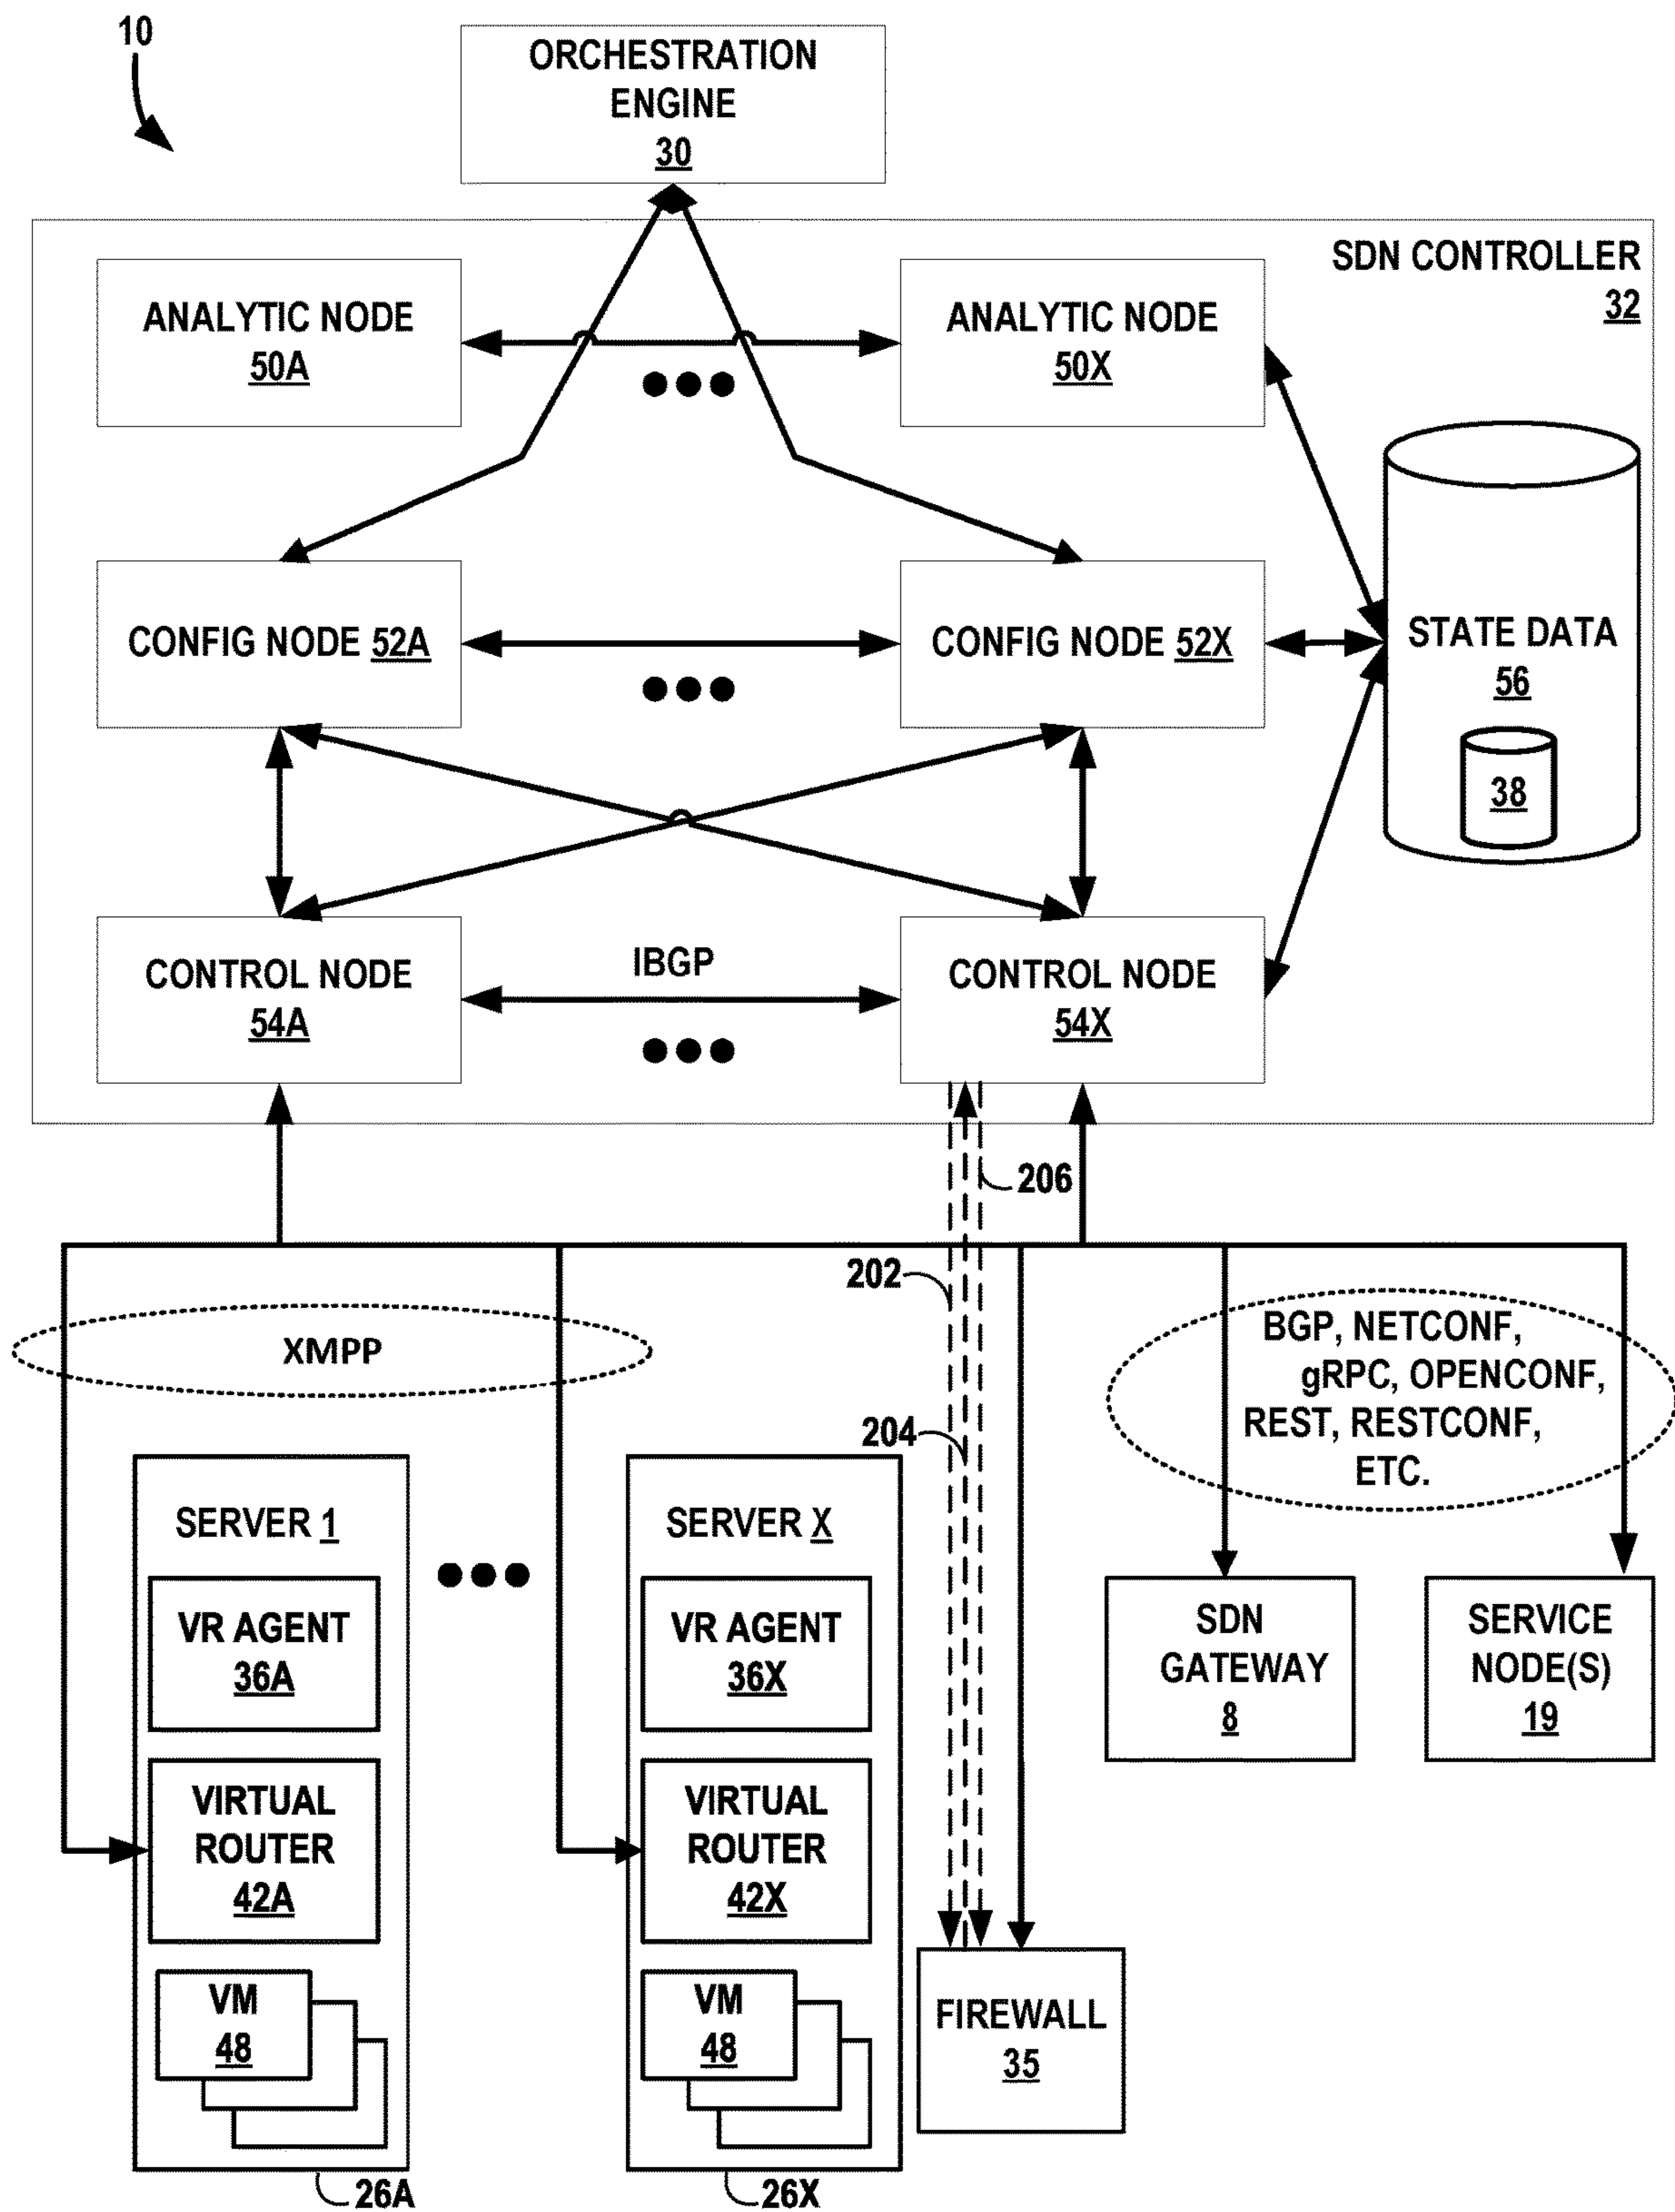 10
ORCHESTRATION
ENGINE
30
SDN CONTROLLER
32
ANALYTIC NODE
50A
ANALYTIC NODE
50X
CONFIG NODE 52A
CONFIG NODE 52X
STATE DATA
56
38
CONTROL NODE
54A
IBGP
CONTROL NODE
54X
206
202
XMPP
BGP, NETCONF,
gRPC, OPENCONF,
REST, RESTCONF,
ETC.
204
SERVER 1
VR AGENT
36A
VIRTUAL
ROUTER
42A
VM
48
26A
SERVER X
VR AGENT
36X
VIRTUAL
ROUTER
42X
VM
48
26X
FIREWALL
35
SDN
GATEWAY
8
SERVICE
NODE(S)
19